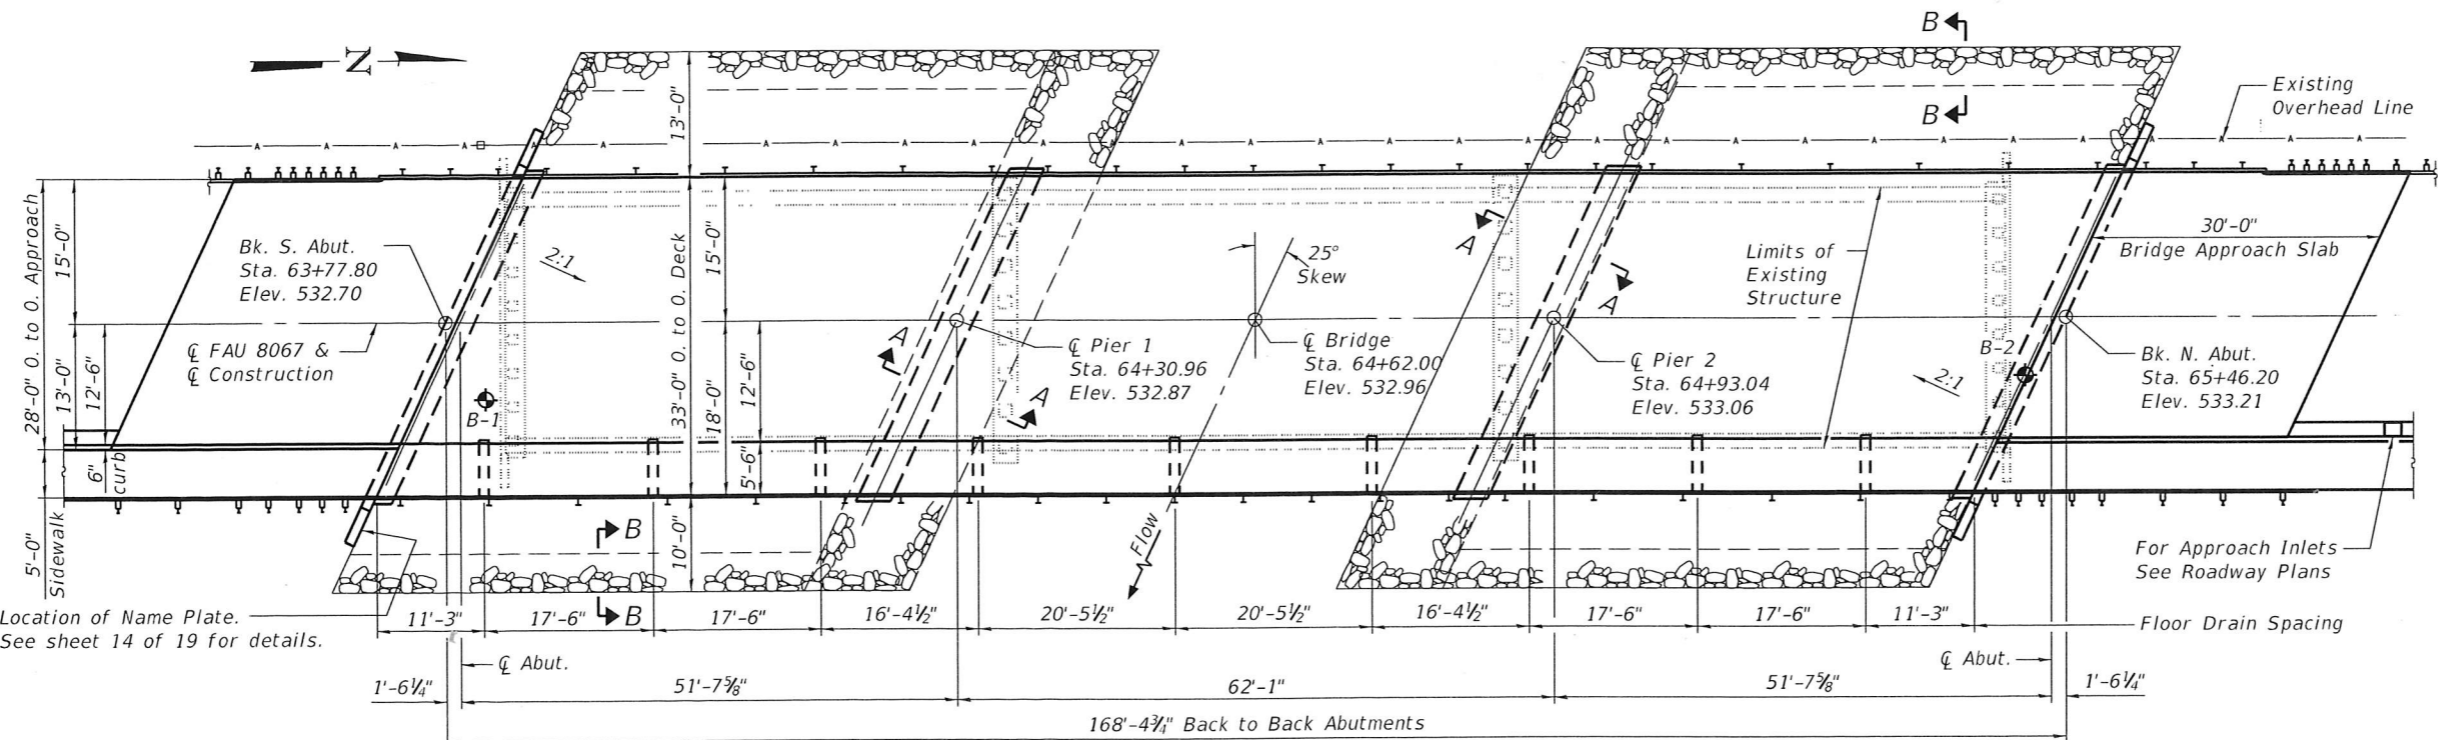 B
B
N
Existing
Overhead Line
13'-0"
28'-0" O. to O. Approach
15'-0"
13'-0"
12'-6"
6"
curb
5'-0"
Sidewalk
Bk. S. Abut.
Sta. 63+77.80
Elev. 532.70
℄ FAU 8067 &
℄ Construction
2:1
B-1
33'-0" O. to O. Deck
15'-0"
18'-0"
12'-6"
5'-6"
10'-0"
A
A
℄ Pier 1
Sta. 64+30.96
Elev. 532.87
25°
Skew
℄ Bridge
Sta. 64+62.00
Elev. 532.96
Flow
A
A
℄ Pier 2
Sta. 64+93.04
Elev. 533.06
Limits of
Existing
Structure
2:1
B-2
30'-0"
Bridge Approach Slab
Bk. N. Abut.
Sta. 65+46.20
Elev. 533.21
For Approach Inlets
See Roadway Plans
B
B
Location of Name Plate.
See sheet 14 of 19 for details.
11'-3" 17'-6" 17'-6" 16'-4½" 20'-5½" 20'-5½" 16'-4½" 17'-6" 17'-6" 11'-3"
Floor Drain Spacing
℄ Abut.
℄ Abut.
1'-6¼" 51'-7⅝" 62'-1" 51'-7⅝" 1'-6¼"
168'-4¾" Back to Back Abutments